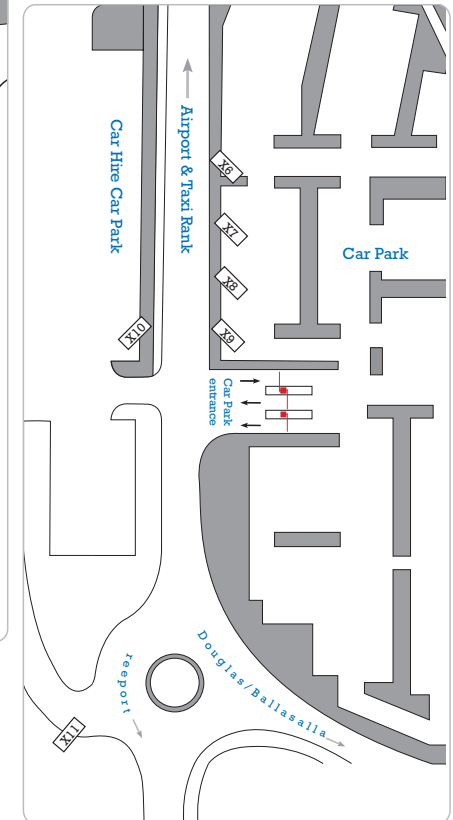 X6
Airport & Taxi Rank
Car Hire Car Park
X7
Car Park
X8
X10
X9
Car Park
entrance
Douglas/Ballasalla
reeport
X11